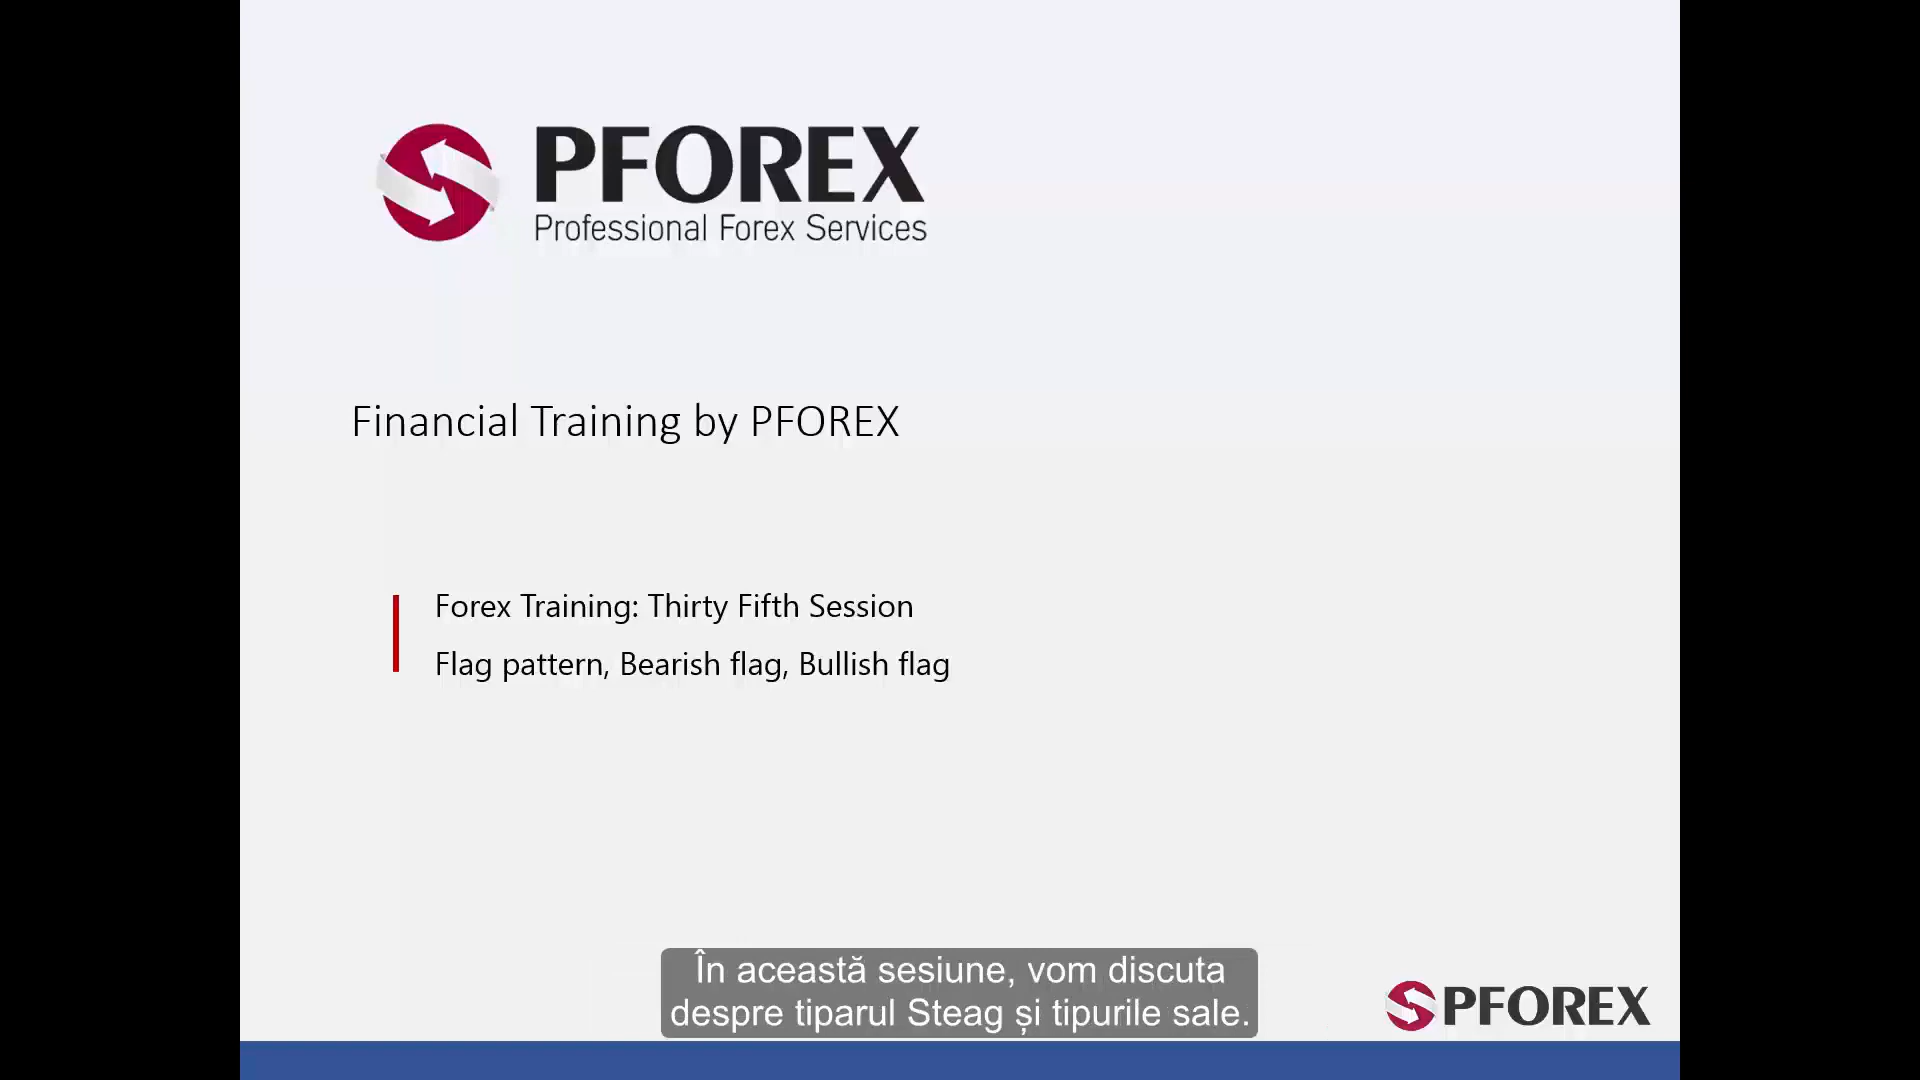 PFOREX
Professional Forex Services
Financial Training by PFOREX
Forex Training: Thirty Fifth Session
Flag pattern, Bearish flag, Bullish flag
În această sesiune, vom discuta
despre tiparul Steag și tipurile sale.
PFOREX